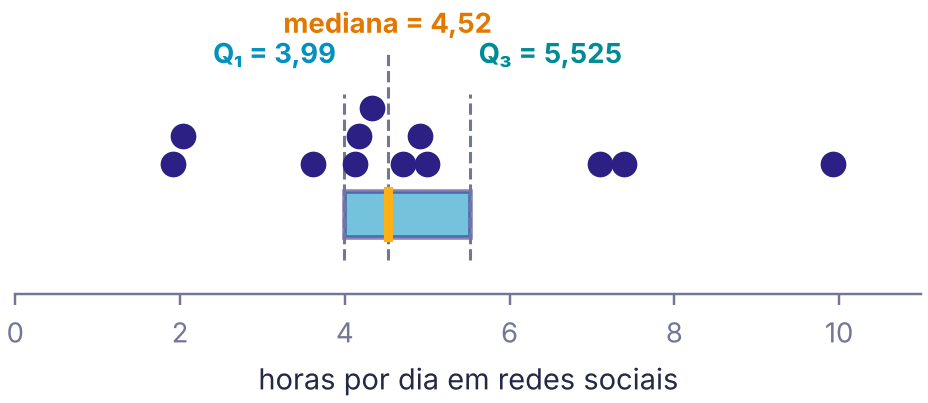 mediana = 4,52
Q₁ = 3,99
Q₃ = 5,525
0 2 4 6 8 10
horas por dia em redes sociais